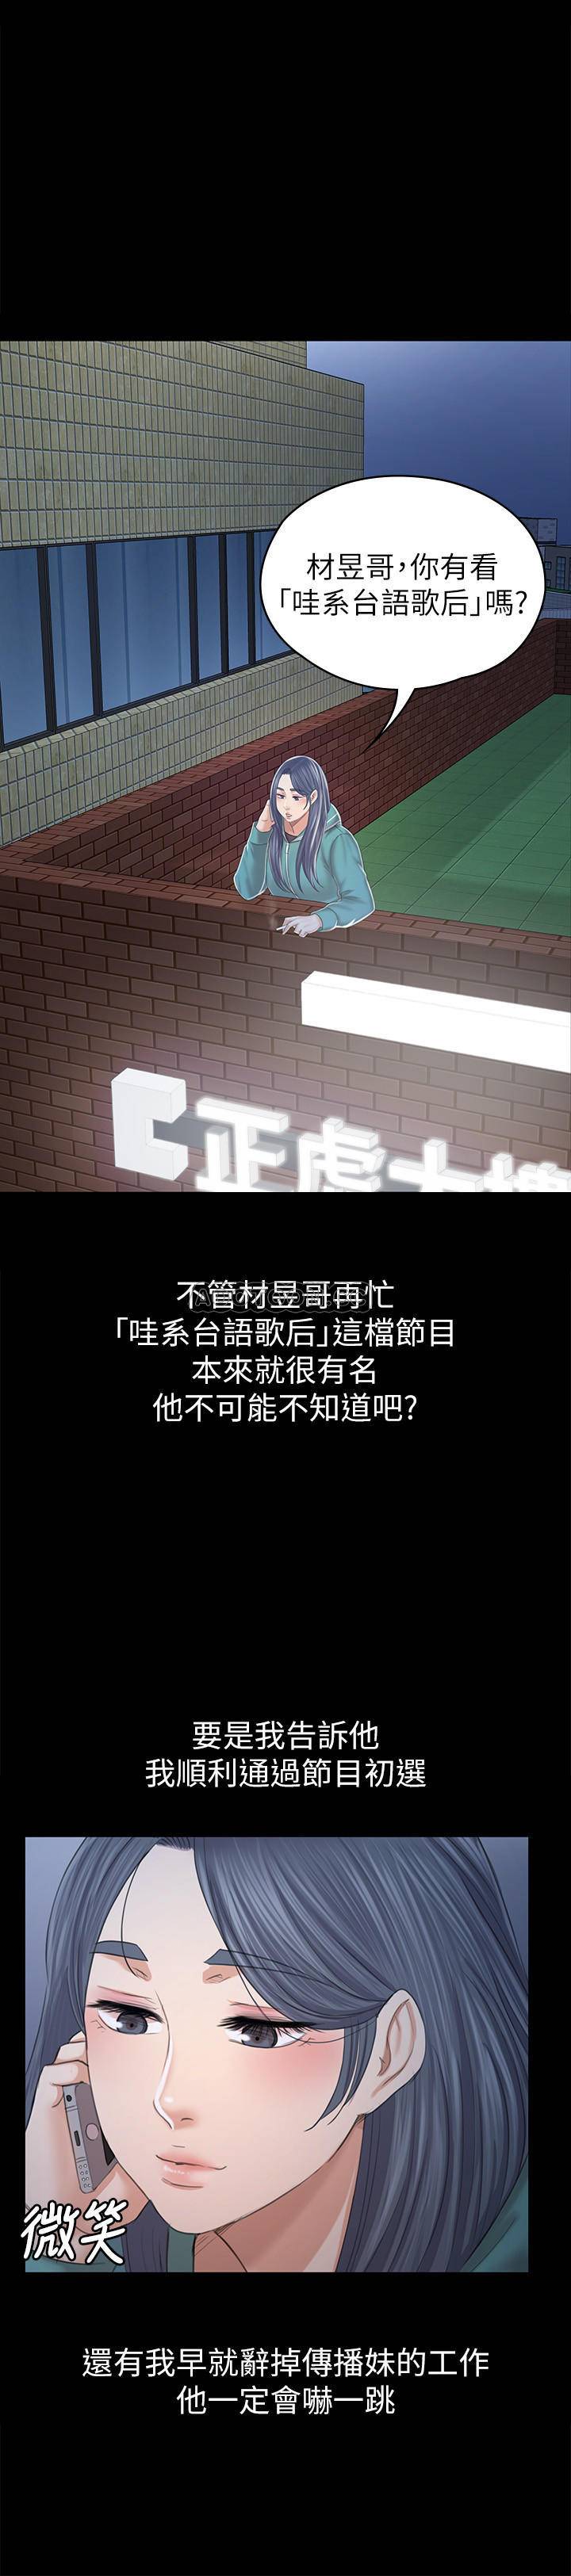 材昱哥，你有看
「哇系台語歌后」嗎?
正虎大樓
不管材昱哥再忙
「哇系台語歌后」這檔節目
本來就很有名
他不可能不知道吧?
要是我告訴他
我順利通過節目初選
微笑
還有我早就辭掉傳播妹的工作
他一定會嚇一跳